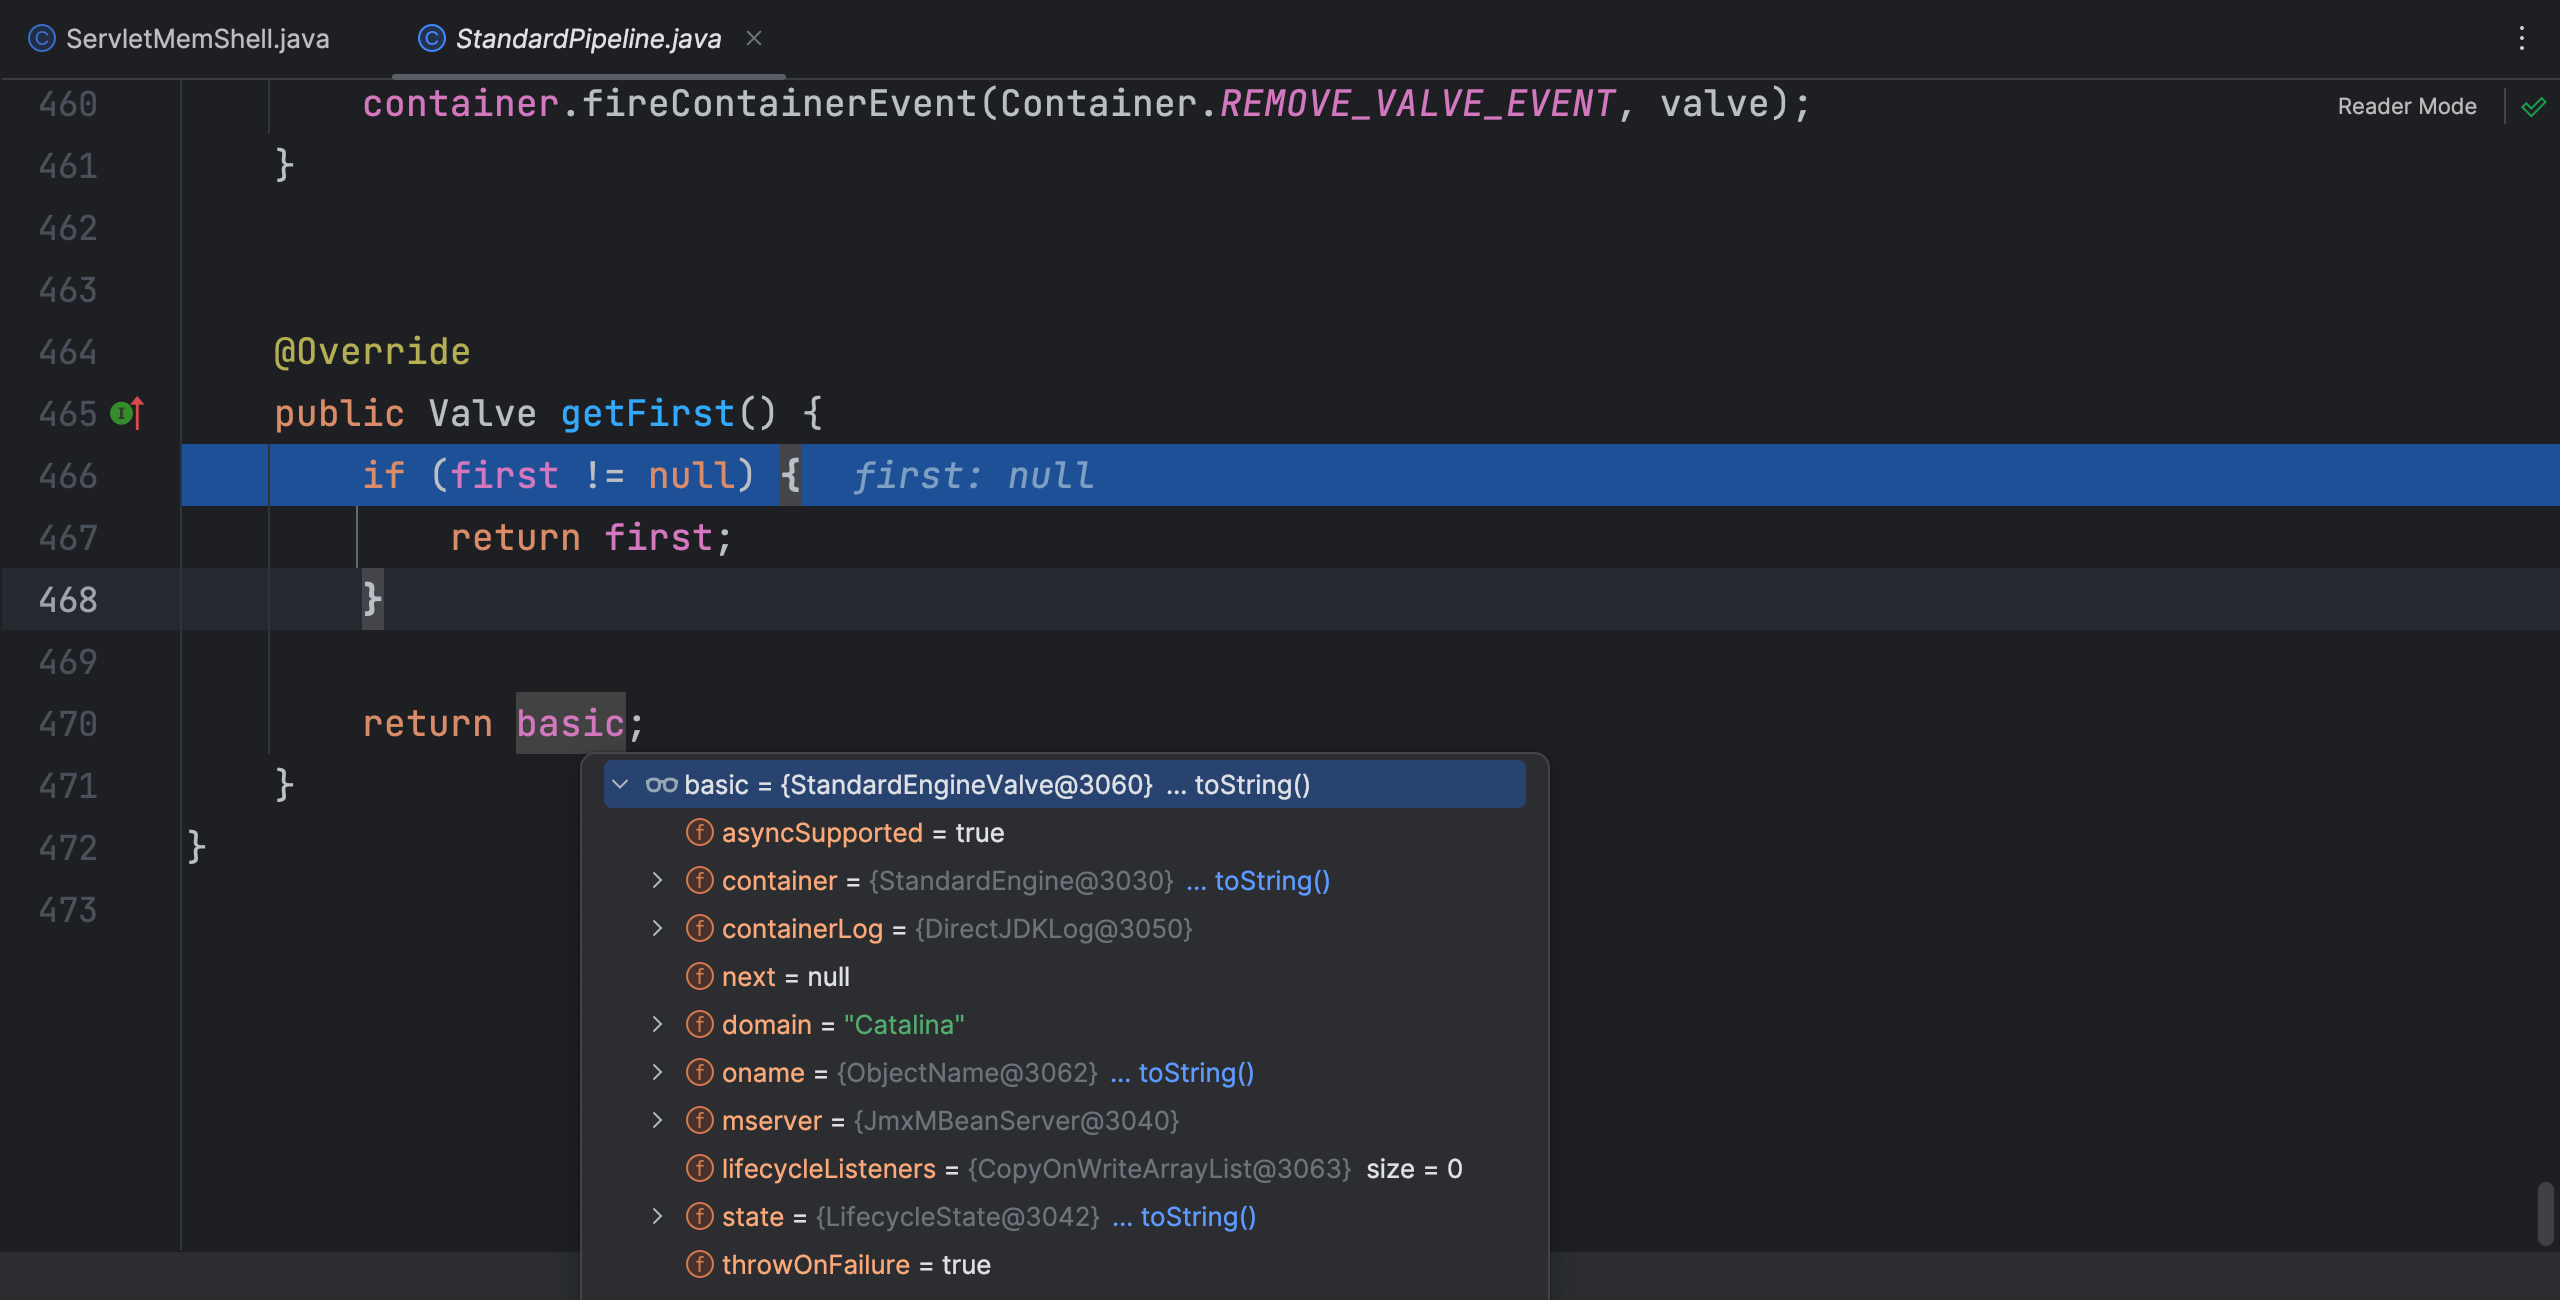 ServletMemShell.java
StandardPipeline.java
460 container.fireContainerEvent(Container.REMOVE_VALVE_EVENT, valve);
Reader Mode
461 }
462
463
464 @Override
465 public Valve getFirst() {
466 if (first != null) { first: null
467 return first;
468 }
469
470 return basic;
471 }
472 }
473
basic = {StandardEngineValve@3060} ... toString()
asyncSupported = true
container = {StandardEngine@3030} ... toString()
containerLog = {DirectJDKLog@3050}
next = null
domain = "Catalina"
oname = {ObjectName@3062} ... toString()
mserver = {JmxMBeanServer@3040}
lifecycleListeners = {CopyOnWriteArrayList@3063} size = 0
state = {LifecycleState@3042} ... toString()
throwOnFailure = true